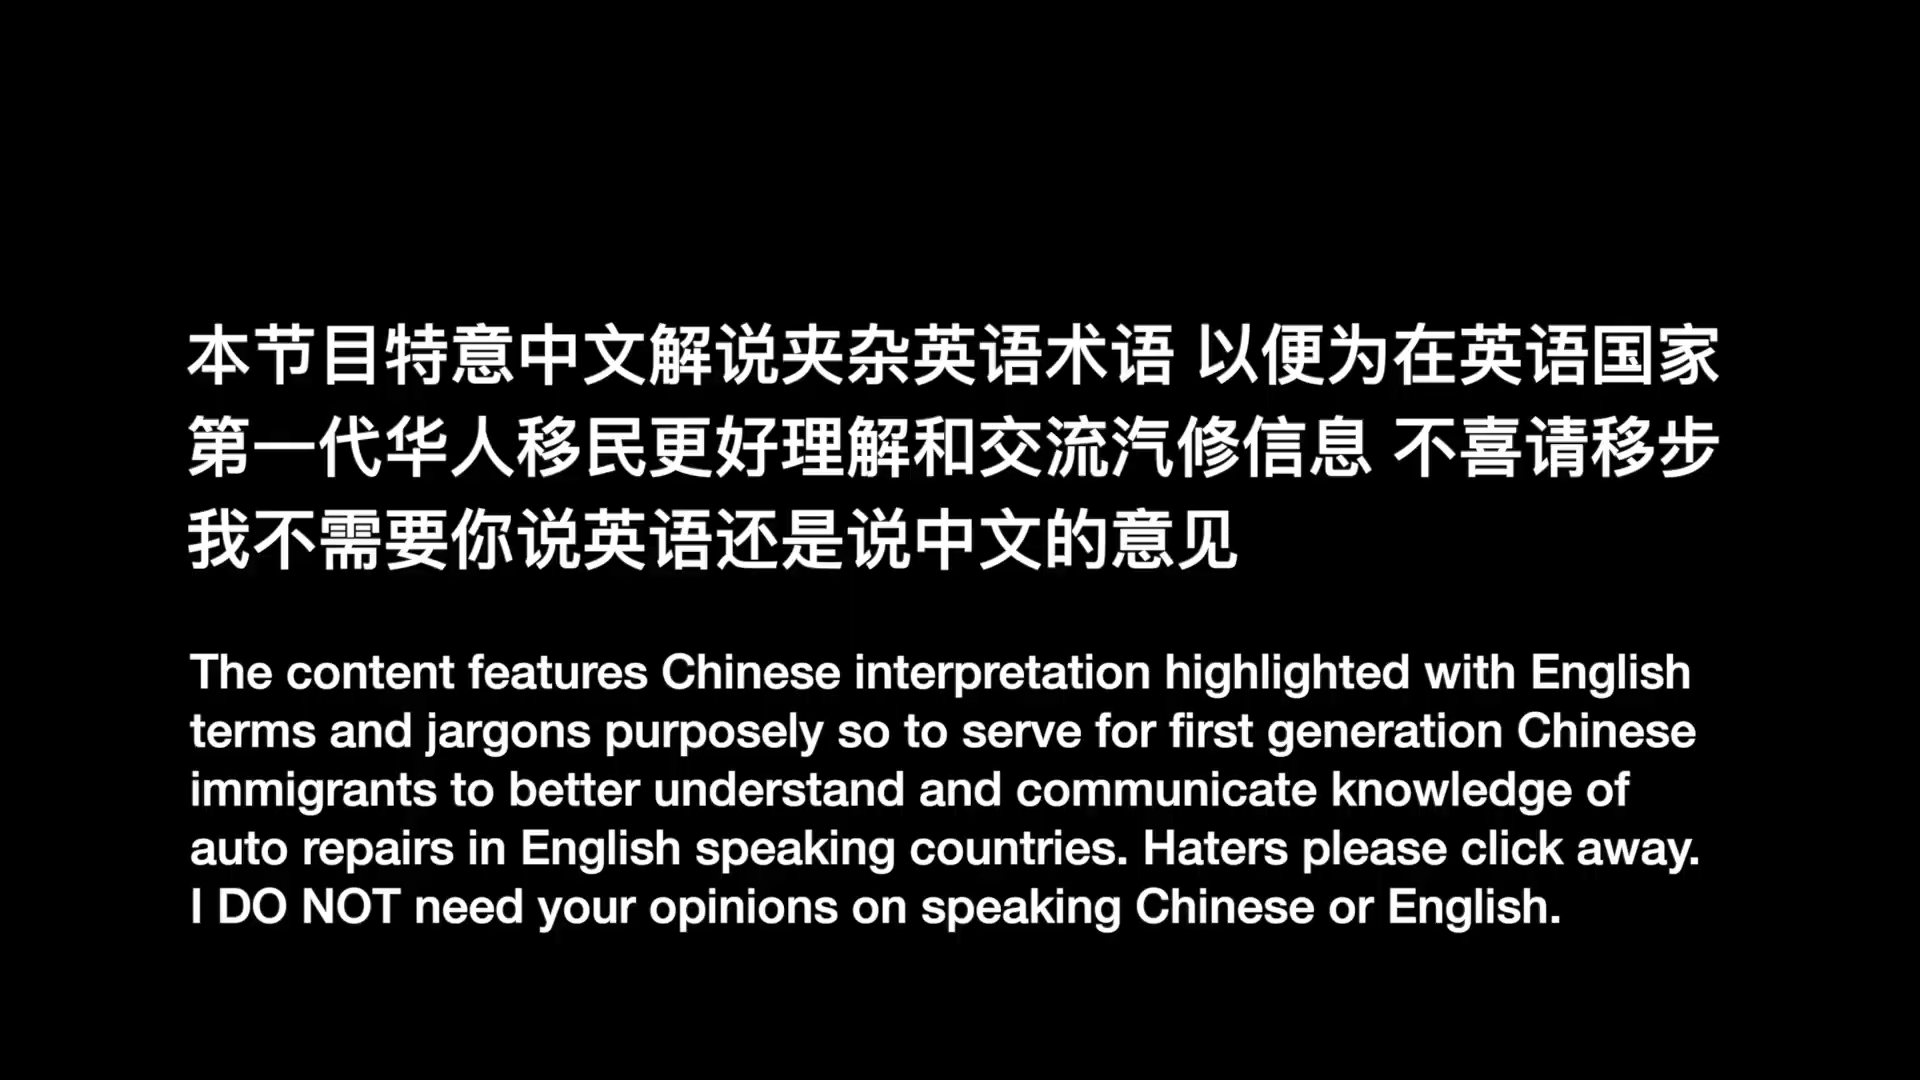 本节目特意中文解说夹杂英语术语 以便为在英语国家
第一代华人移民更好理解和交流汽修信息 不喜请移步
我不需要你说英语还是说中文的意见
The content features Chinese interpretation highlighted with English
terms and jargons purposely so to serve for first generation Chinese
immigrants to better understand and communicate knowledge of
auto repairs in English speaking countries. Haters please click away.
I DO NOT need your opinions on speaking Chinese or English.